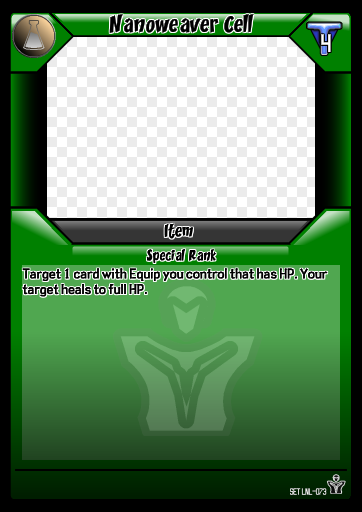 Nanoweaver Cell
T
4
Item
Special Rank
Target 1 card with Equip you control that has HP. Your
target heals to full HP.
SET LNL-073